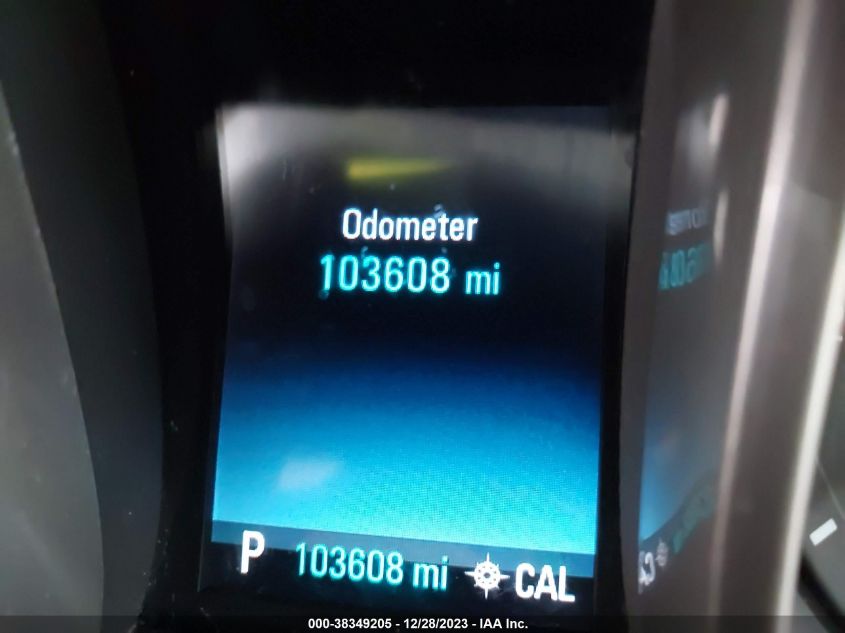 Odometer
103608 mi
P 103608 mi CAL
000-38349205 - 12/28/2023 - IAA Inc.